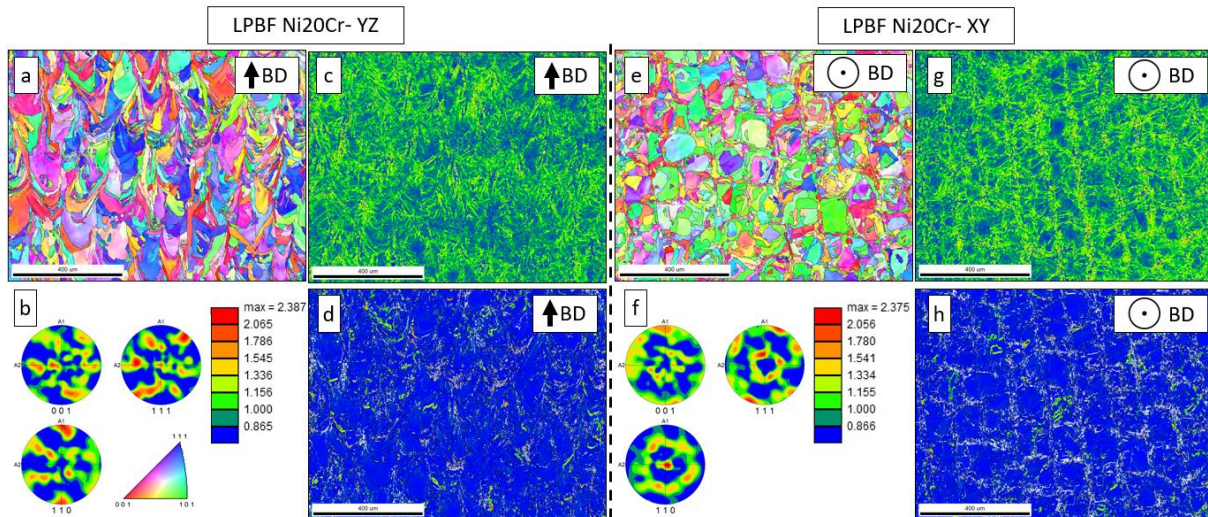 LPBF Ni20Cr- YZ
LPBF Ni20Cr- XY
a
BD
400 um
c
BD
400 um
e
BD
400 um
g
BD
400 um
b
A1
A2
0 0 1
A1
A2
1 1 1
A1
A2
1 1 0
max = 2.387
2.065
1.786
1.545
1.336
1.156
1.000
0.865
1 1 1
0 0 1
1 0 1
d
BD
400 um
f
A1
A2
0 0 1
A1
A2
1 1 1
A1
A2
1 1 0
max = 2.375
2.056
1.780
1.541
1.334
1.155
1.000
0.866
h
BD
400 um